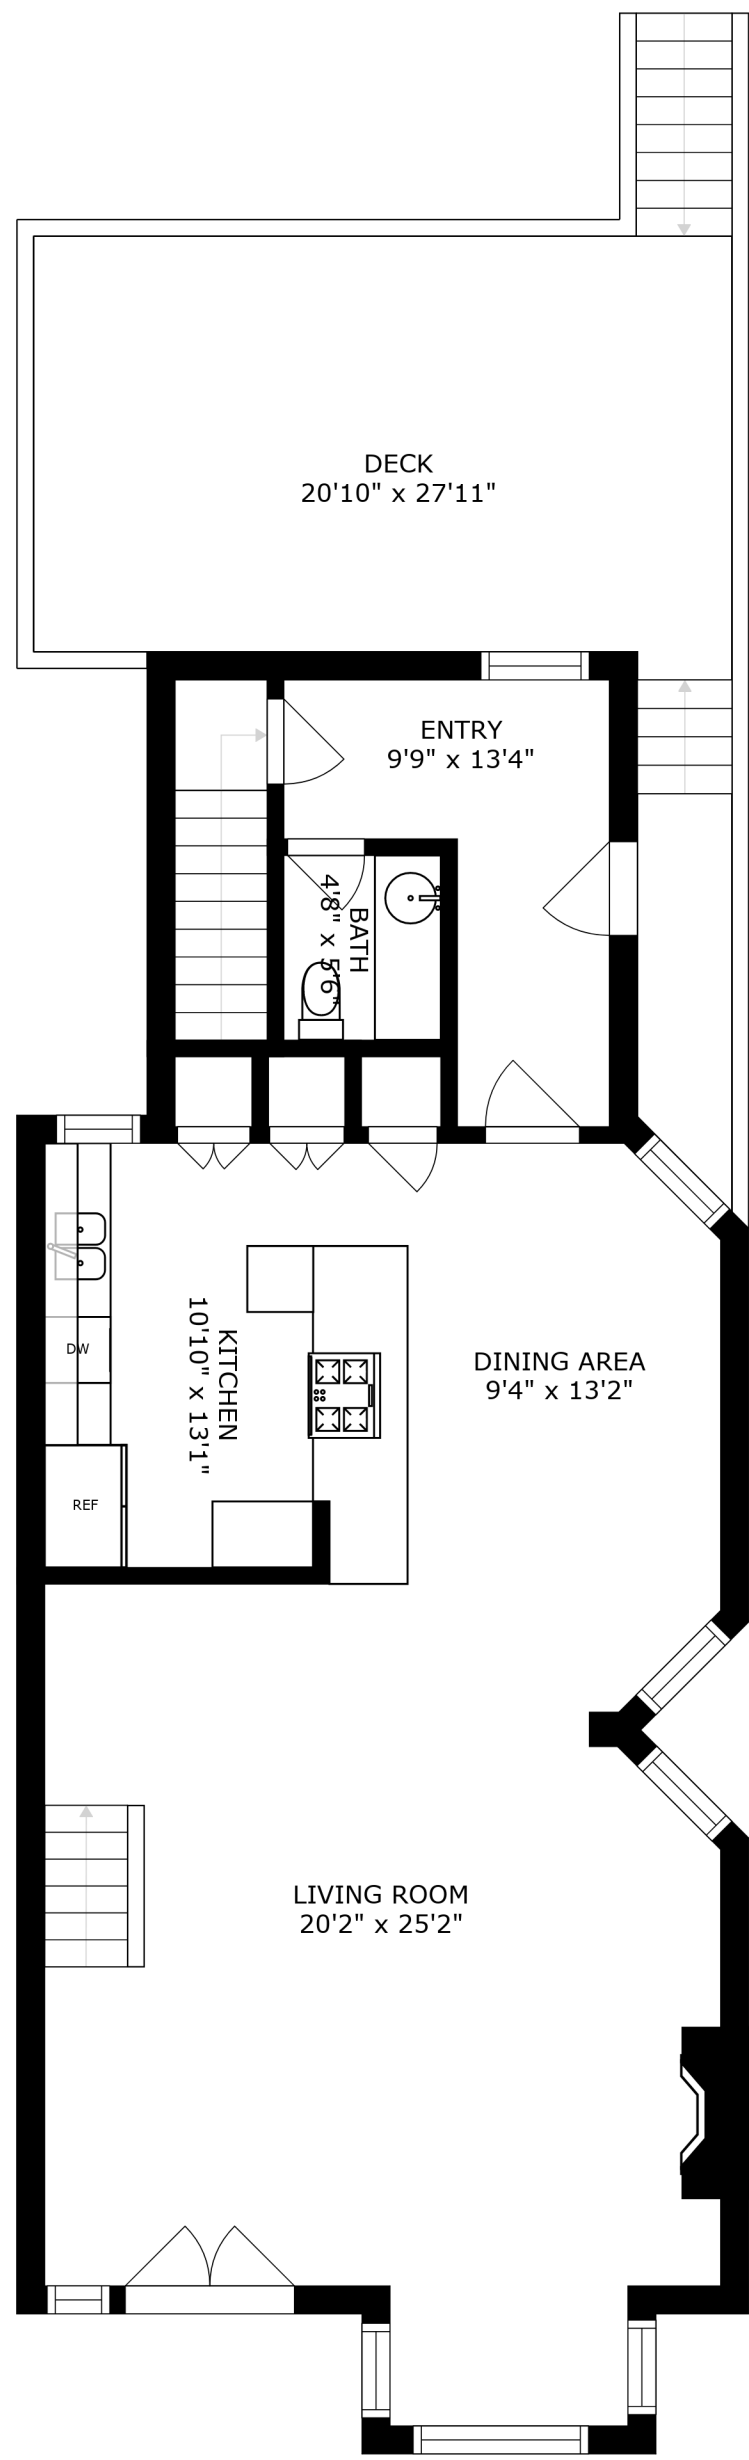 DECK
20'10" x 27'11"
ENTRY
9'9" x 13'4"
BATH
4'8" x 5'6"
KITCHEN
10'10" x 13'1"
DW
REF
DINING AREA
9'4" x 13'2"
LIVING ROOM
20'2" x 25'2"